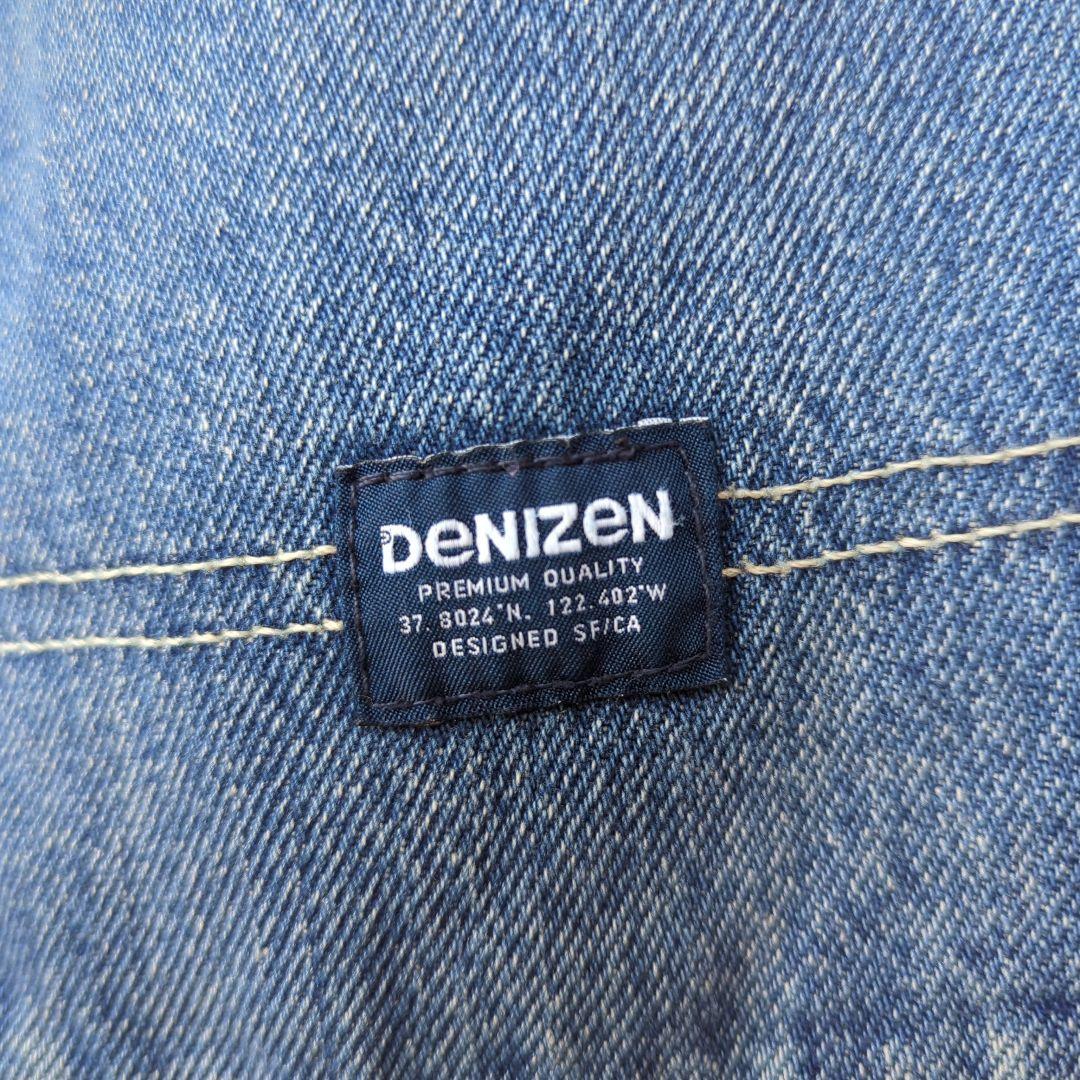 DeNIZeN
PREMIUM QUALITY
37.8024°N. 122.402°W
DESIGNED SF/CA